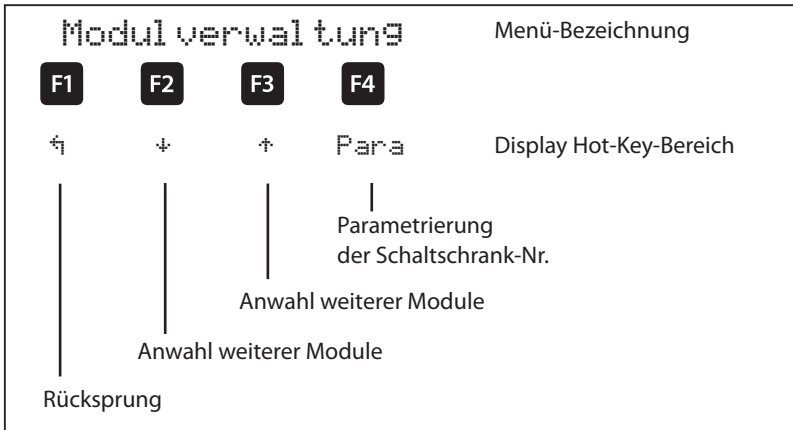 Modulverwaltung Menü-Bezeichnung
F1 F2 F3 F4
↰ ↓ ↑ Para Display Hot-Key-Bereich
Parametrierung
der Schaltschrank-Nr.
Anwahl weiterer Module
Anwahl weiterer Module
Rücksprung